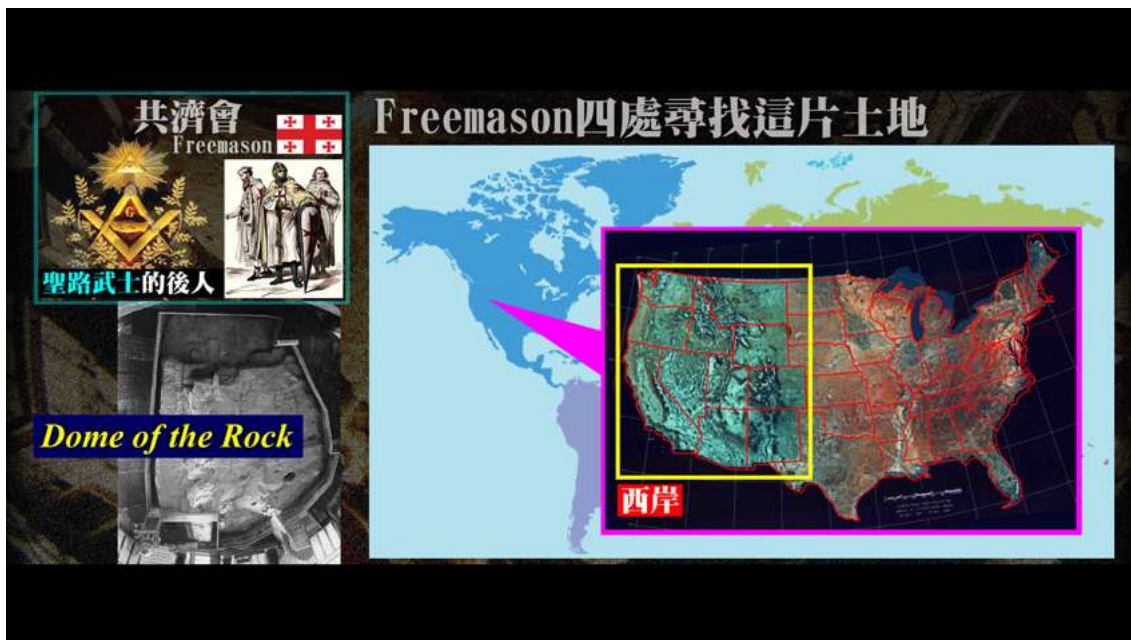 共濟會
Freemason
G
聖路武士的後人
Dome of the Rock
Freemason四處尋找這片土地
西岸